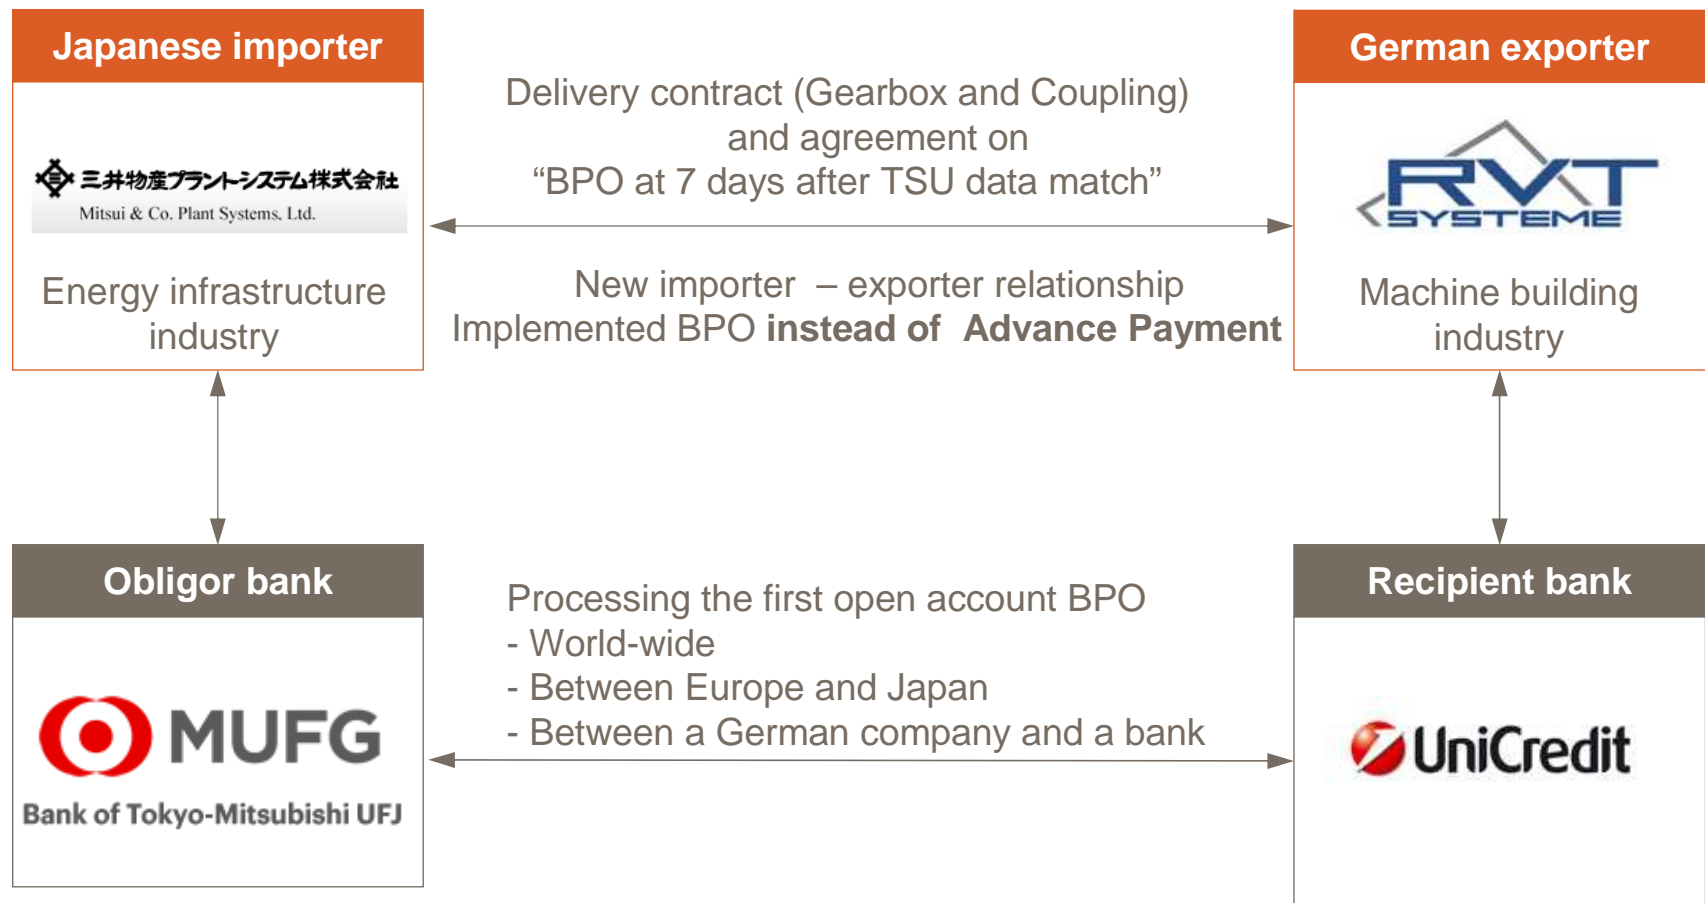 Japanese importer
三井物産プラントシステム株式会社
Mitsui & Co. Plant Systems, Ltd.
Energy infrastructure
industry
Delivery contract (Gearbox and Coupling)
and agreement on
“BPO at 7 days after TSU data match”
New importer – exporter relationship
Implemented BPO instead of Advance Payment
German exporter
RVT
SYSTEME
Machine building
industry
Obligor bank
MUFG
Bank of Tokyo-Mitsubishi UFJ
Processing the first open account BPO
- World-wide
- Between Europe and Japan
- Between a German company and a bank
Recipient bank
UniCredit